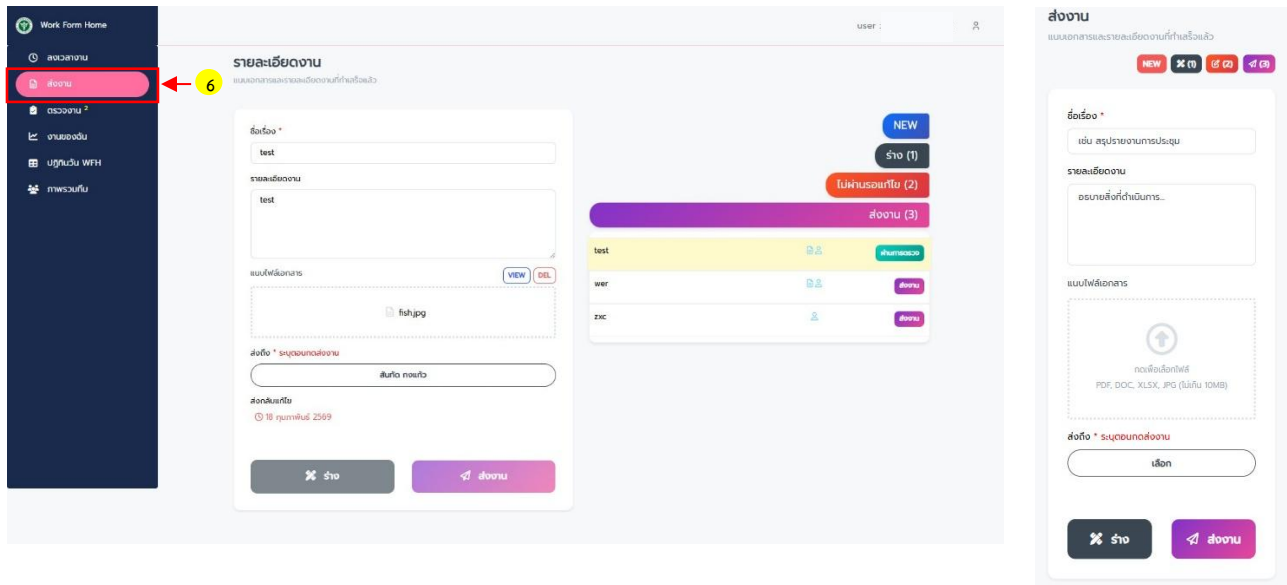 Work Form Home
user :
ลงเวลางาน
ส่งงาน
6
ตรวจงาน 3
งานของฉัน
ปฏิทินวัน WFH
ภาพรวมทีม
รายละเอียดงาน
แนบเอกสารและรายละเอียดงานที่ทำเสร็จแล้ว
ชื่อเรื่อง *
test
รายละเอียดงาน
test
แนบไฟล์เอกสาร
VIEW DEL
fish.jpg
ส่งถึง * ระบุตอนกดส่งงาน
สันทัด ทองแก้ว
ส่งกลับแก้ไข
18 กุมภาพันธ์ 2569
ร่าง ส่งงาน
NEW
ร่าง (1)
ไม่ผ่านรอแก้ไข (2)
ส่งงาน (3)
test ผ่านการตรวจ
wer ส่งงาน
zxc ส่งงาน
ส่งงาน
แนบเอกสารและรายละเอียดงานที่ทำเสร็จแล้ว
NEW (1) (2) (3)
ชื่อเรื่อง *
เช่น สรุปรายงานการประชุม
รายละเอียดงาน
อธิบายสิ่งที่ดำเนินการ...
แนบไฟล์เอกสาร
กดเพื่อเลือกไฟล์
PDF, DOC, XLSX, JPG (ไม่เกิน 10MB)
ส่งถึง * ระบุตอนกดส่งงาน
เลือก
ร่าง ส่งงาน